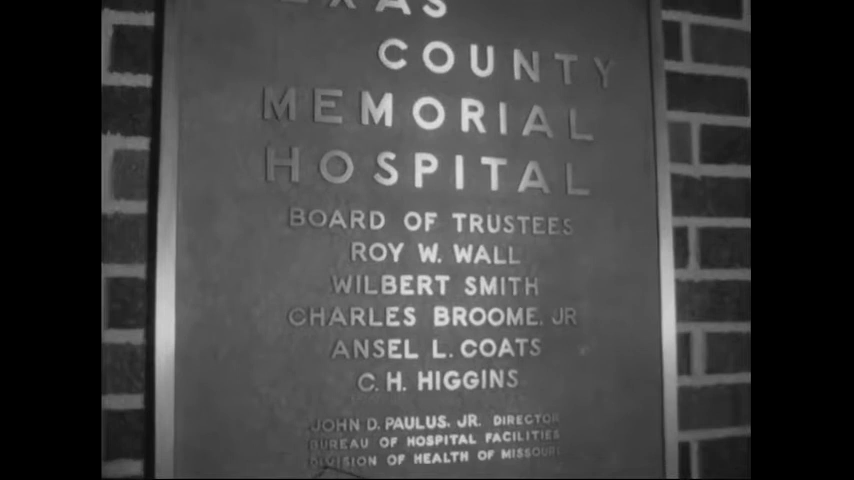 TEXAS
COUNTY
MEMORIAL
HOSPITAL
BOARD OF TRUSTEES
ROY W. WALL
WILBERT SMITH
CHARLES BROOME, JR
ANSEL L. COATS
C. H. HIGGINS
JOHN D. PAULUS, JR. DIRECTOR
BUREAU OF HOSPITAL FACILITIES
DIVISION OF HEALTH OF MISSOURI